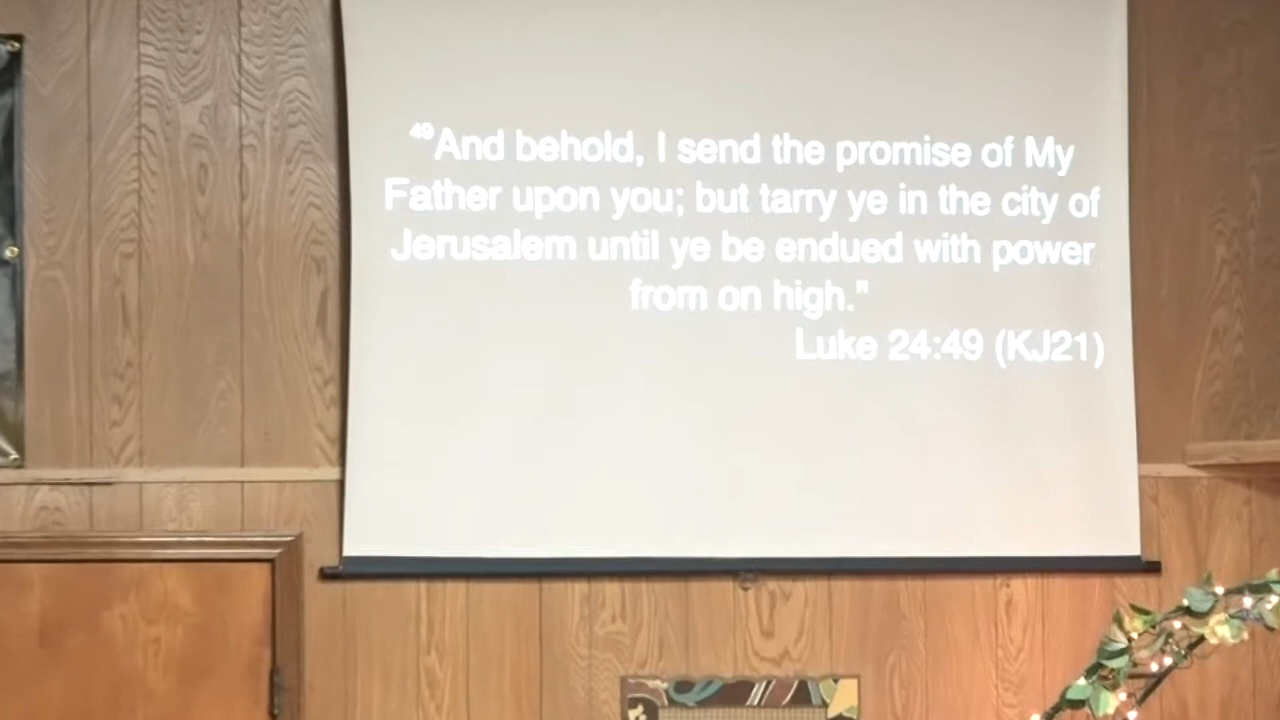 ⁴⁹And behold, I send the promise of My
Father upon you; but tarry ye in the city of
Jerusalem until ye be endued with power
from on high."
Luke 24:49 (KJ21)